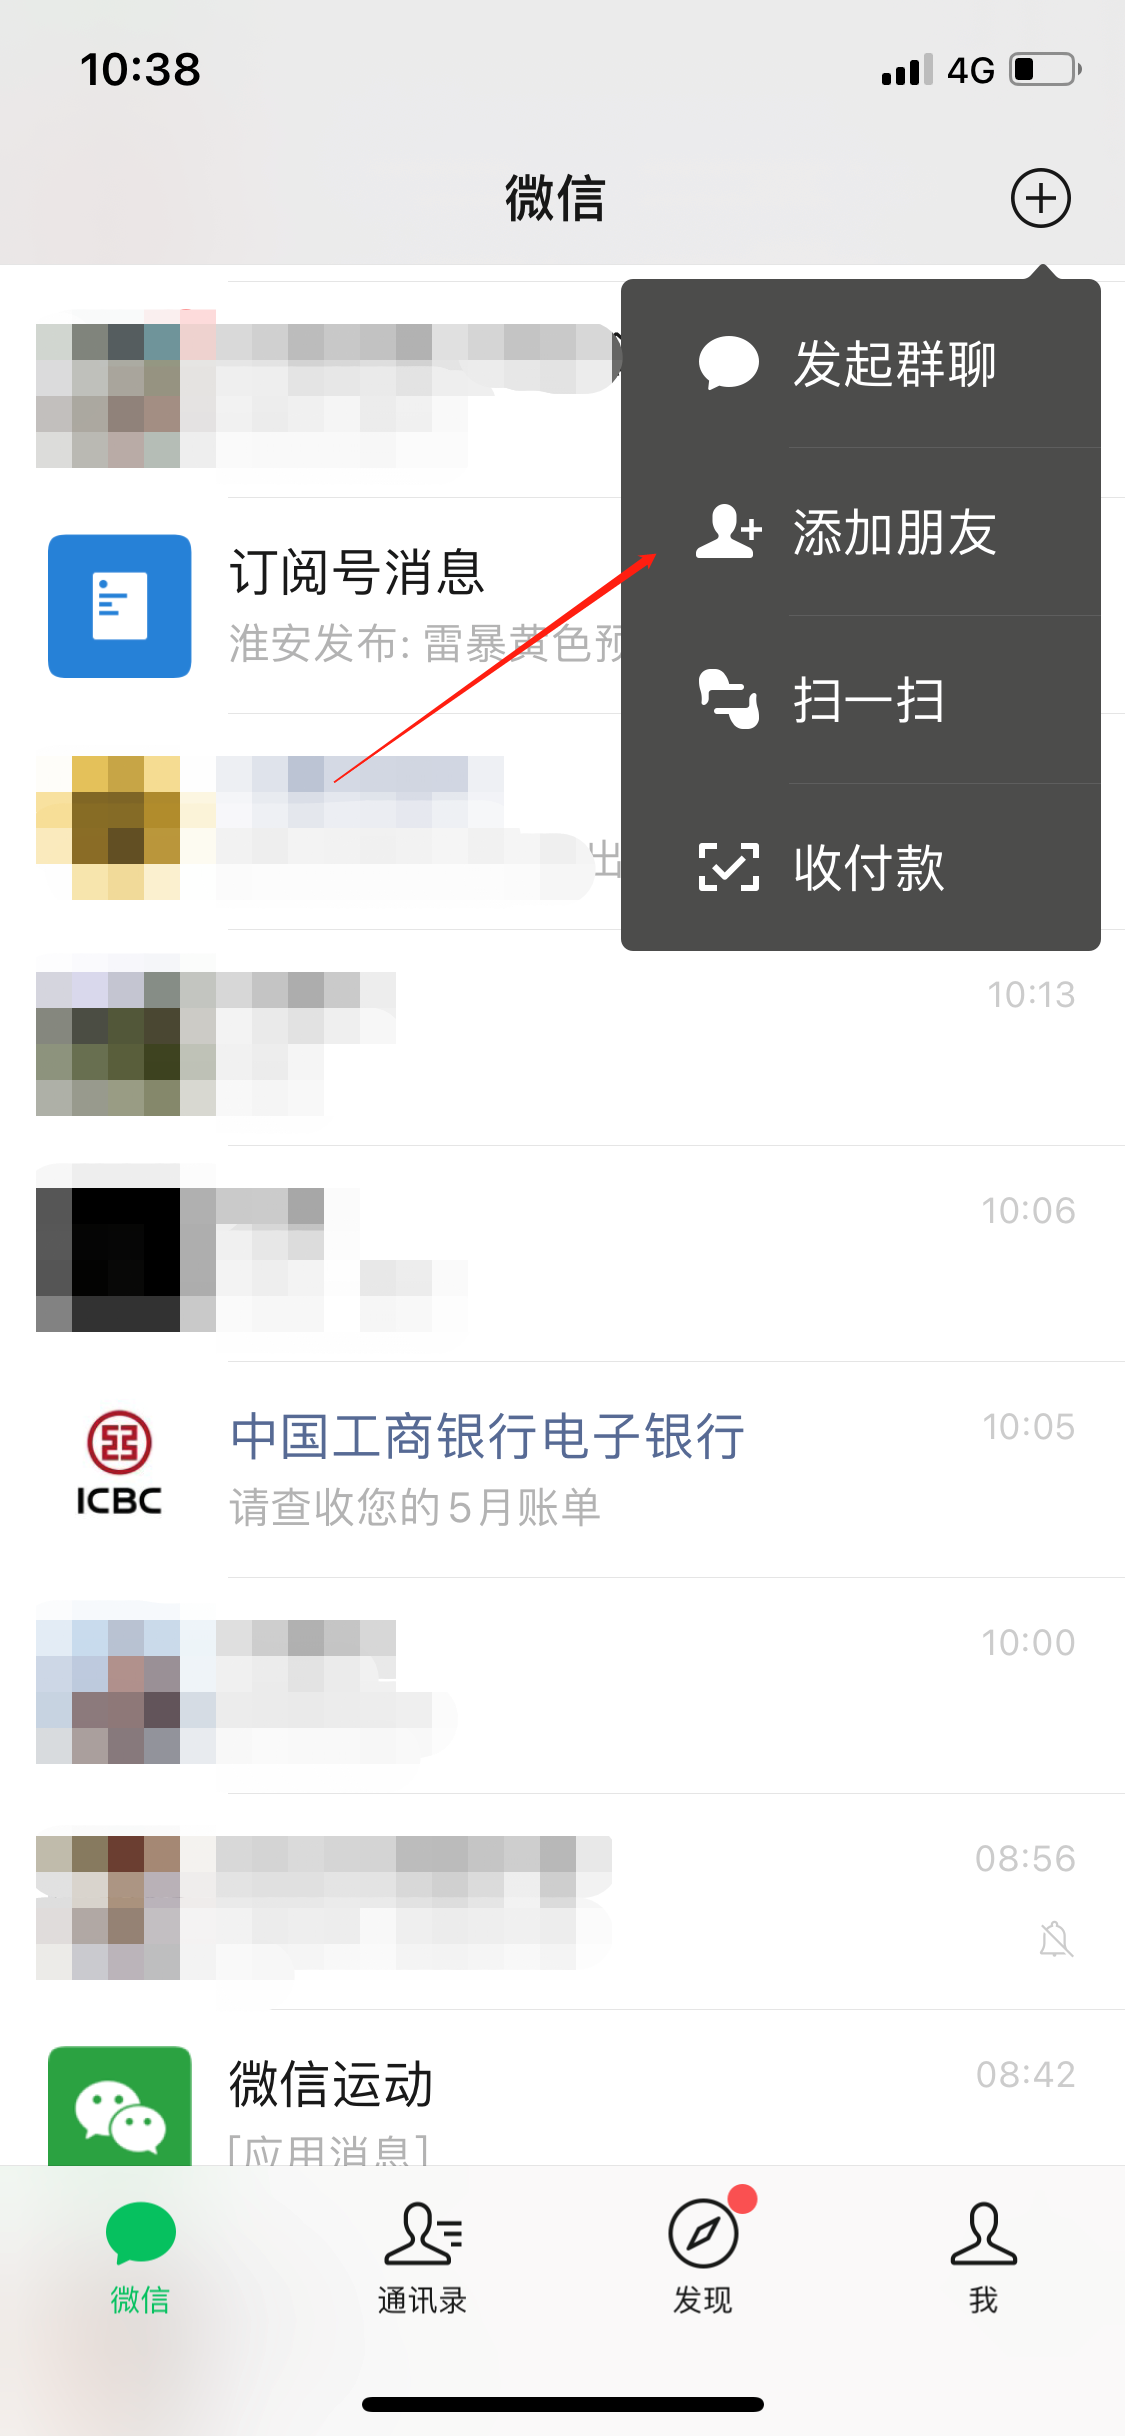 10:38
4G
微信
发起群聊
添加朋友
扫一扫
收付款
订阅号消息
淮安发布: 雷暴黄色预
出
10:13
10:06
中国工商银行电子银行
10:05
ICBC
请查收您的5月账单
10:00
08:56
微信运动
08:42
[应用消息]
微信
通讯录
发现
我